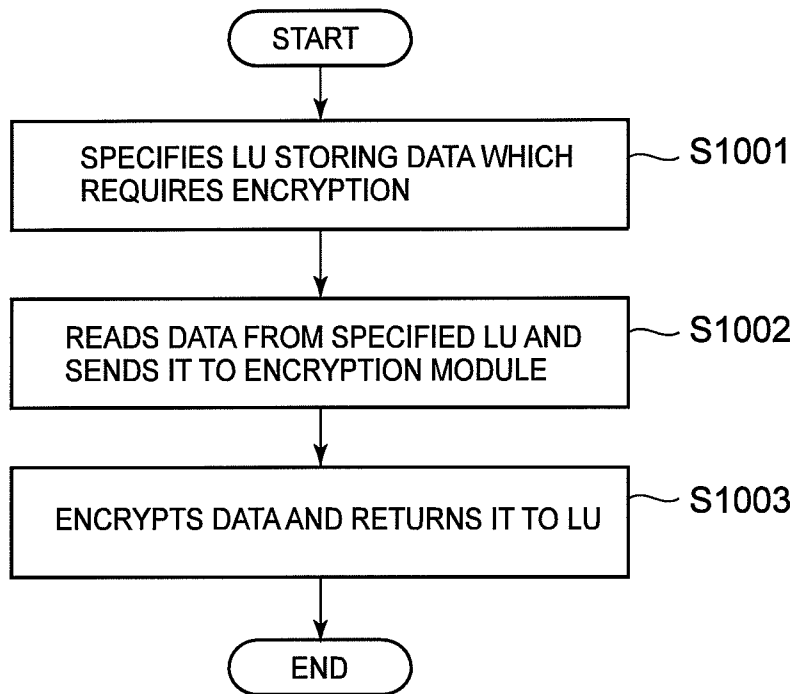 START
SPECIFIES LU STORING DATA WHICH
REQUIRES ENCRYPTION
S1001
READS DATA FROM SPECIFIED LU AND
SENDS IT TO ENCRYPTION MODULE
S1002
ENCRYPTS DATA AND RETURNS IT TO LU
S1003
END